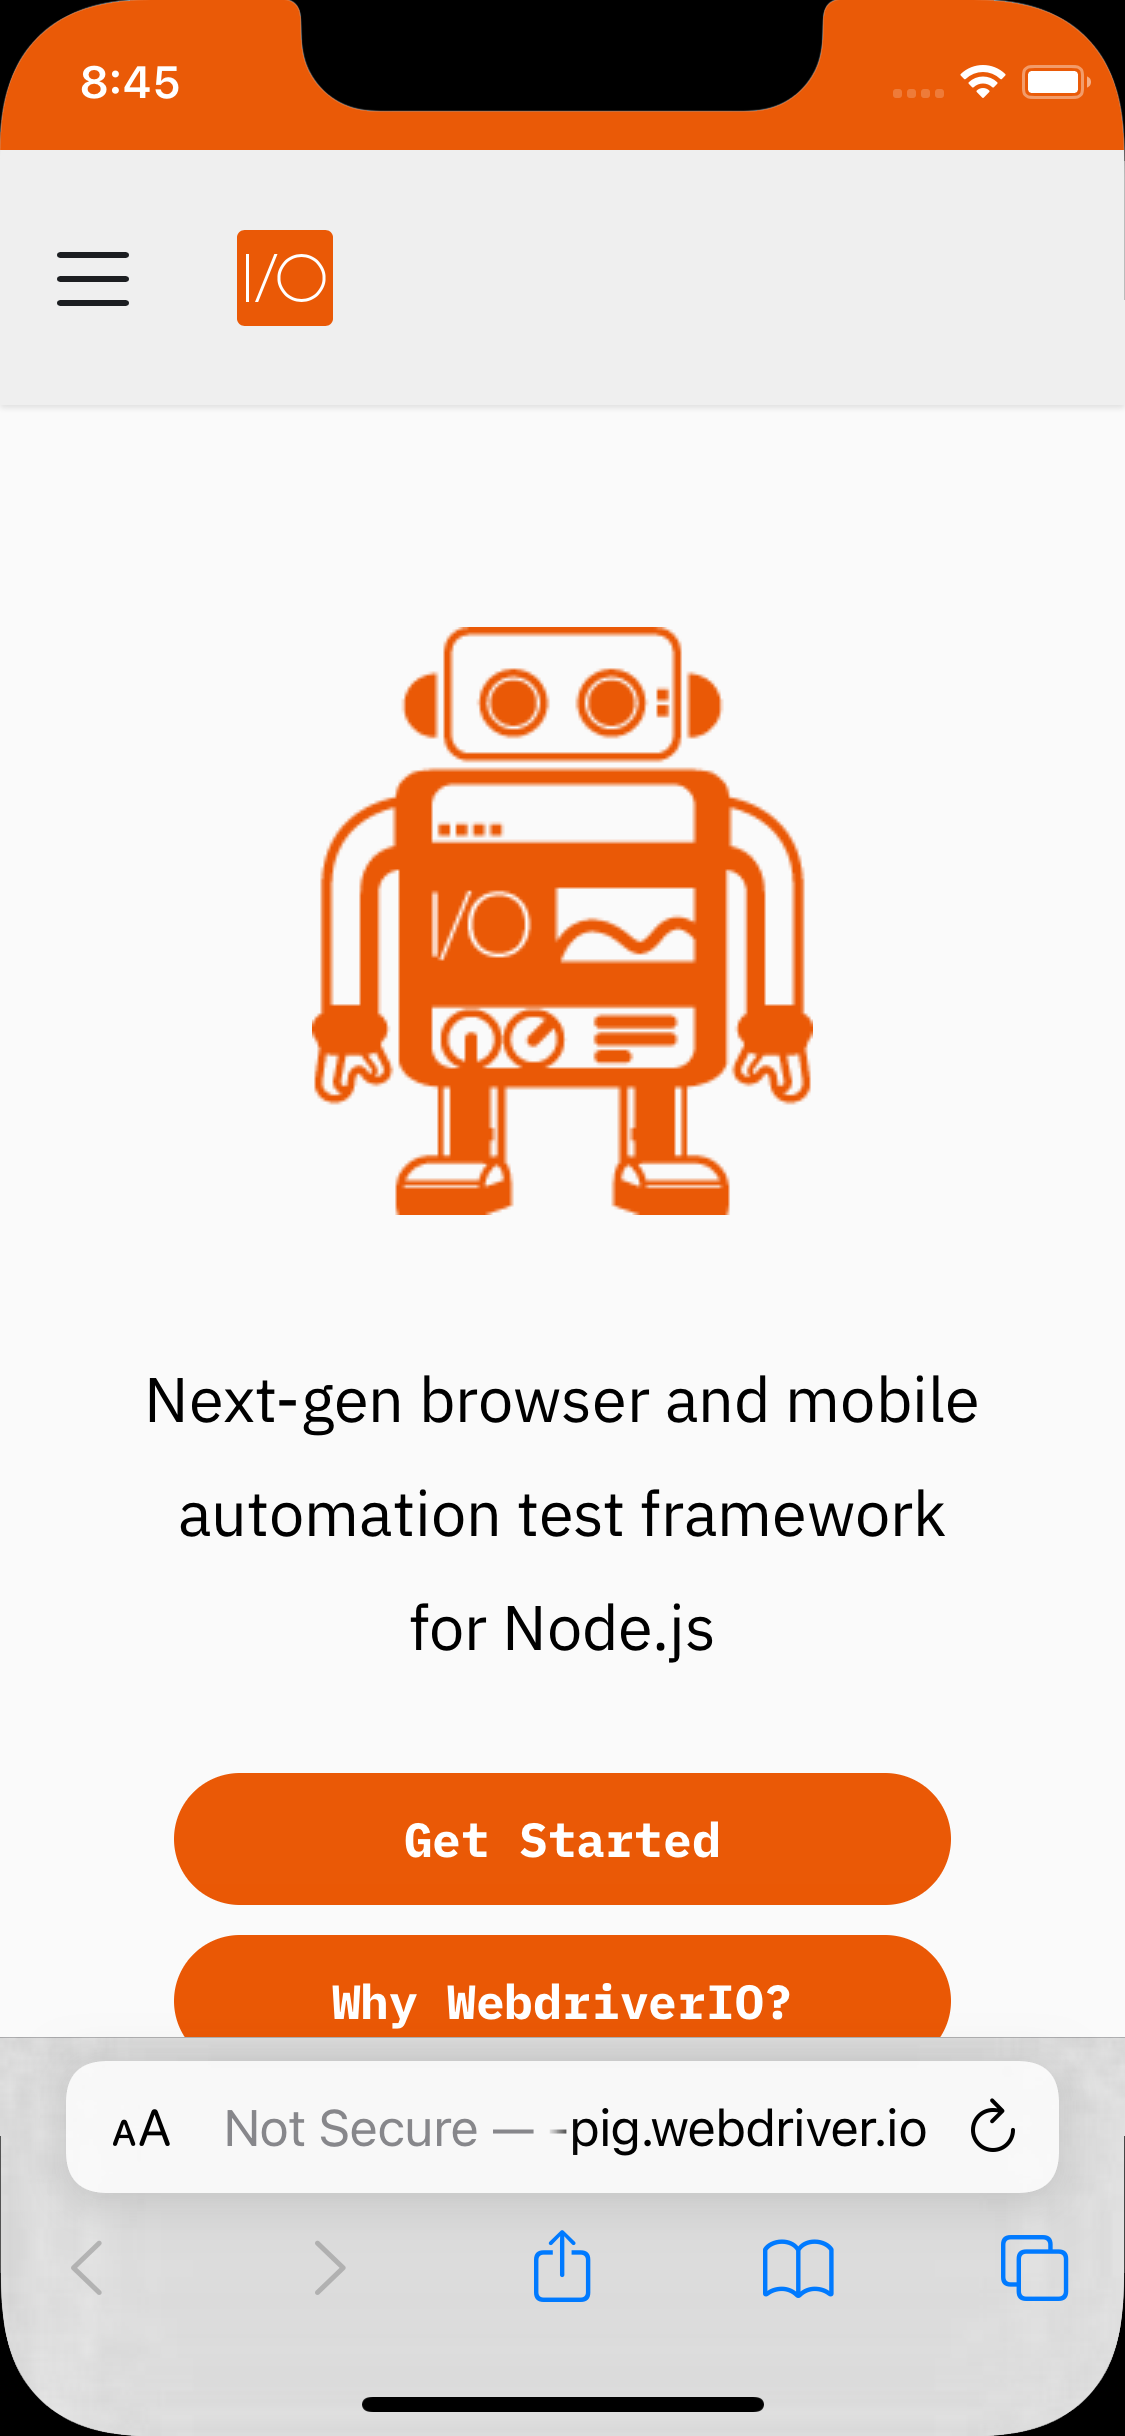 8:45
I/O
I/O
Next-gen browser and mobile
automation test framework
for Node.js
Get Started
Why WebdriverIO?
AA Not Secure — -pig.webdriver.io